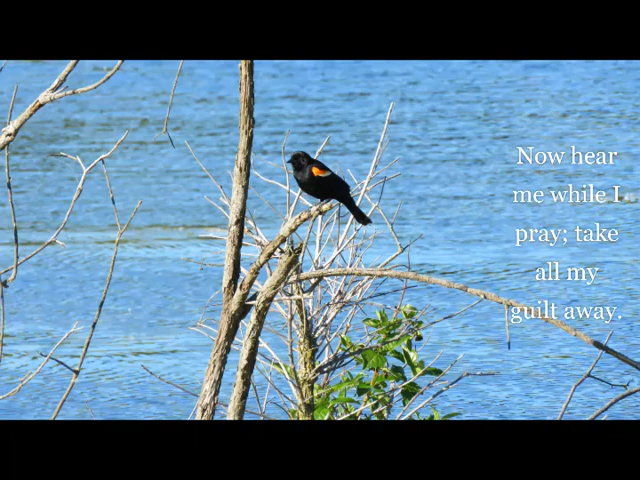 Now hear
me while I
pray; take
all my
guilt away.